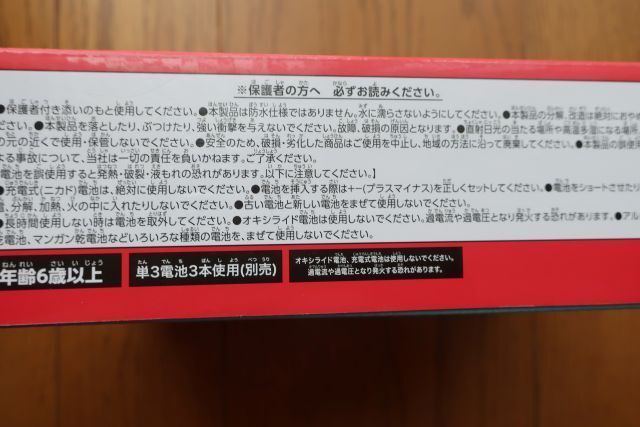 ※保護者の方へ　必ずお読みください。
●保護者付き添いのもと使用してください。●本製品は防水仕様ではありません。水に濡らさないようにしてください。●本製品の分解、改造は絶対におや
ださい。●本製品を落としたり、ぶつけたり、強い衝撃を与えないでください。故障、破損の原因となります。●直射日光の当たる場所や高温多湿になる場所
の元の近くで使用・保管しないでください。●安全のため、破損・劣化した商品はご使用を中止し、地域の方法に沿って廃棄してください。●本製品の誤使用
よる事故について、当社は一切の責任を負いかねます。ご了承ください。
電池を誤使用すると発熱・破裂・液もれの恐れがあります。以下に注意してください。】
●充電式(ニカド)電池は、絶対に使用しないでください。●電池を挿入する際は+−(プラスマイナス)を正しくセットしてください。●電池をショートさせたり
電、分解、加熱、火の中に入れたりしないでください。●古い電池と新しい電池をまぜて使用しないでください。
●長時間使用しない時は電池を取外してください。●オキシライド電池は使用しないでください。過電流や過電圧となり発火する恐れがあります。●アル
乾電池、マンガン乾電池などいろいろな種類の電池を、まぜて使用しないでください。
年齢6歳以上
単3電池3本使用(別売)
オキシライド電池、充電式電池は使用しないでください。
過電流や過電圧となり発火する恐れがあります。